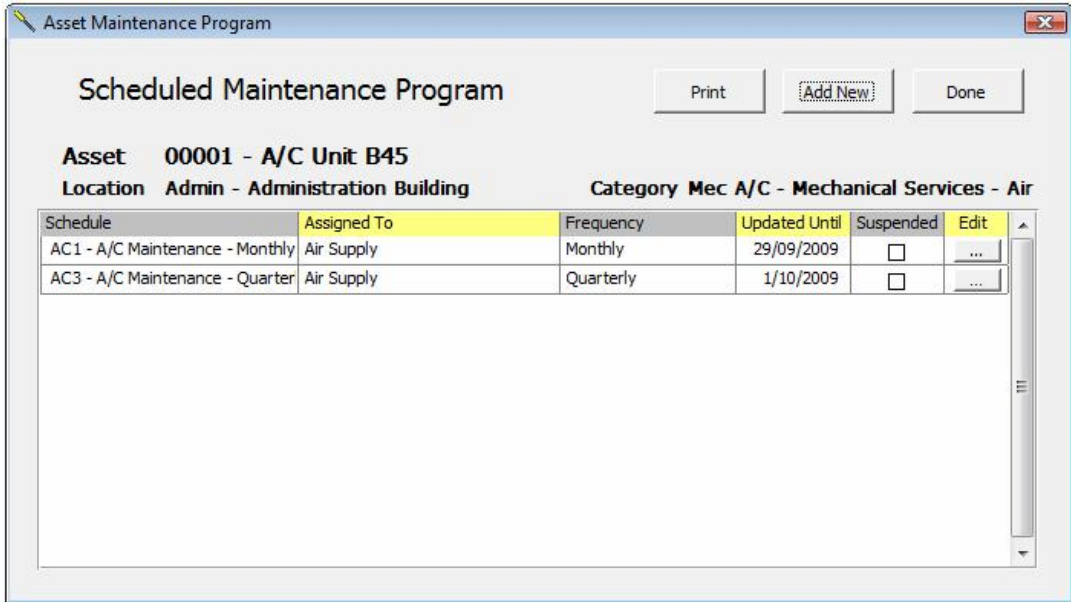 Asset Maintenance Program
Scheduled Maintenance Program Print Add New Done
Asset 00001 - A/C Unit B45
Location Admin - Administration Building Category Mec A/C - Mechanical Services - Air
Schedule Assigned To Frequency Updated Until Suspended Edit
AC1 - A/C Maintenance - Monthly Air Supply Monthly 29/09/2009 ...
AC3 - A/C Maintenance - Quarter Air Supply Quarterly 1/10/2009 ...